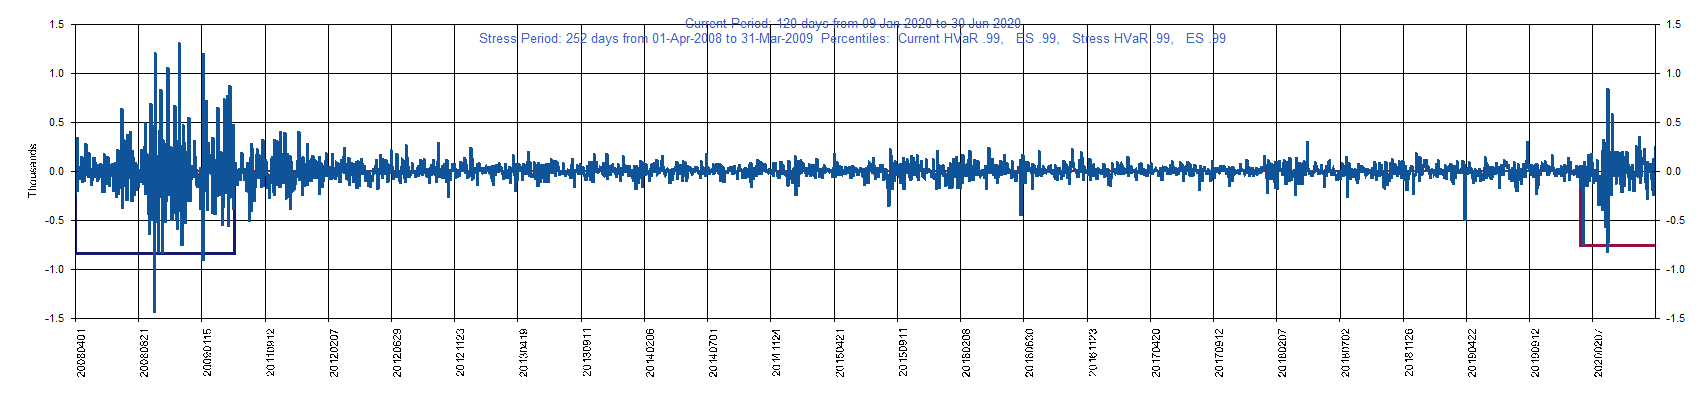 Current Period: 120 days from 09 Jan 2020 to 30 Jun 2020
Stress Period: 252 days from 01-Apr-2008 to 31-Mar-2009 Percentiles: Current HVaR .99, ES .99, Stress HVaR .99, ES .99
1.5 1.5
1.0 1.0
0.5 0.5
0.0 0.0
-0.5 -0.5
-1.0 -1.0
-1.5 -1.5
Thousands
20080401 20080821 20090115 20110912 20120207 20120629 20121123 20130419 20130911 20140206 20140701 20141124 20150421 20150911 20160208 20160630 20161123 20170420 20170912 20180207 20180702 20181126 20190422 20190912 20200207